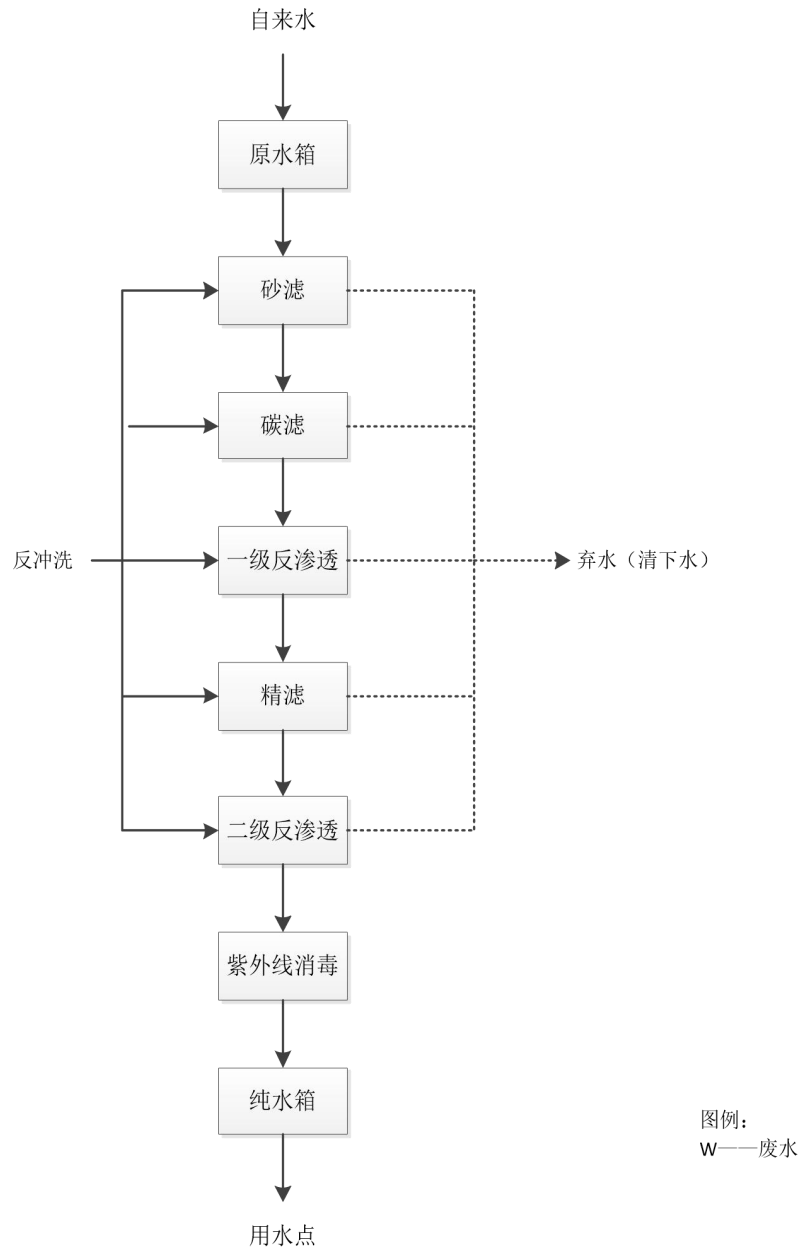 自来水
原水箱
砂滤
碳滤
反冲洗
一级反渗透
弃水（清下水）
精滤
二级反渗透
紫外线消毒
纯水箱
图例：
W——废水
用水点